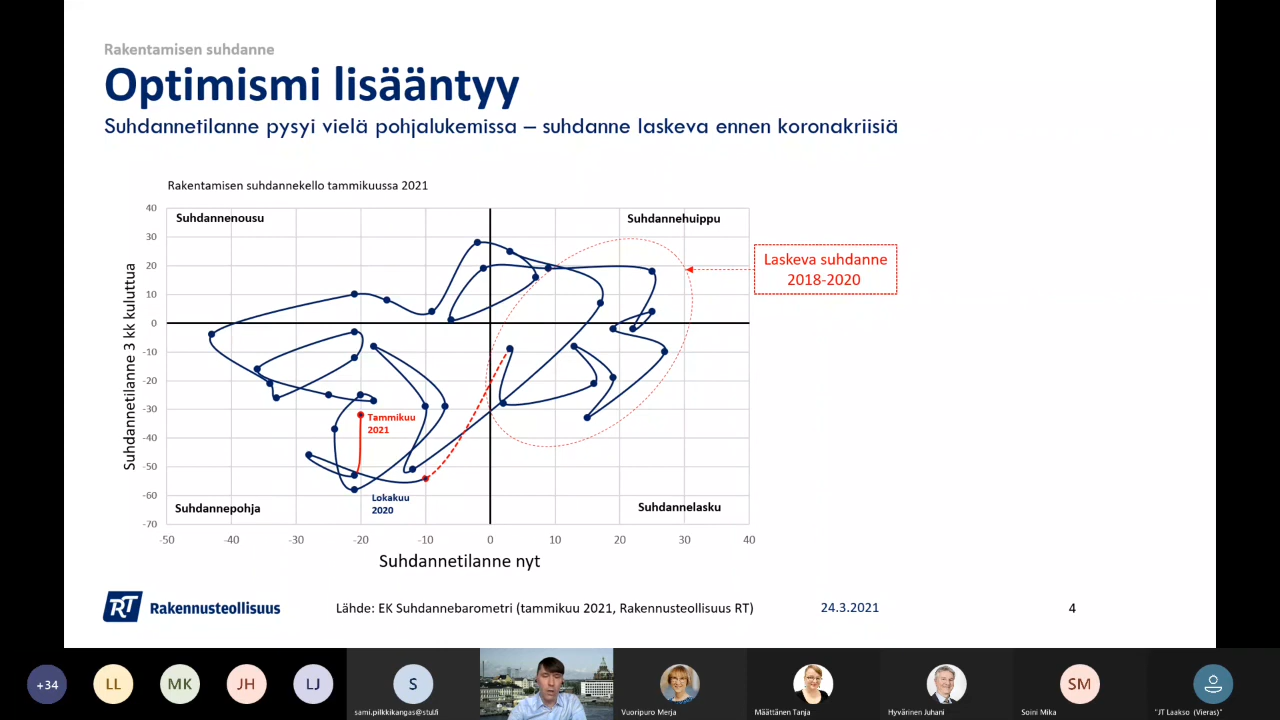 Rakentamisen suhdanne
Optimismi lisääntyy
Suhdannetilanne pysyi vielä pohjalukemissa – suhdanne laskeva ennen koronakriisiä
Rakentamisen suhdannekello tammikuussa 2021
Suhdannenousu
Suhdannehuippu
Laskeva suhdanne
2018-2020
Suhdannetilanne 3 kk kuluttua
40
30
20
10
0
-10
-20
-30
-40
-50
-60
-70
Tammikuu
2021
Lokakuu
2020
Suhdannepohja
Suhdannelasku
-50
-40
-30
-20
-10
0
10
20
30
40
Suhdannetilanne nyt
RT Rakennusteollisuus
Lähde: EK Suhdannebarometri (tammikuu 2021, Rakennusteollisuus RT)
24.3.2021
4
+34
LL
MK
JH
LJ
S
SM
sami.pilkkikangas@stul.fi
Vuoripuro Merja
Määttänen Tanja
Hyvärinen Juhani
Soini Mika
"JT Laakso (Vieras)"